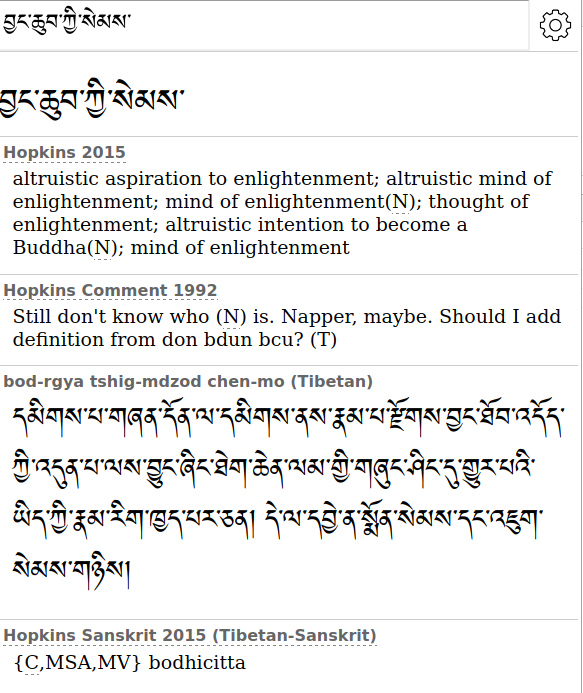 བྱང་ཆུབ་ཀྱི་སེམས་
བྱང་ཆུབ་ཀྱི་སེམས་
Hopkins 2015
altruistic aspiration to enlightenment; altruistic mind of
enlightenment; mind of enlightenment(N); thought of
enlightenment; altruistic intention to become a
Buddha(N); mind of enlightenment
Hopkins Comment 1992
Still don't know who (N) is. Napper, maybe. Should I add
definition from don bdun bcu? (T)
bod-rgya tshig-mdzod chen-mo (Tibetan)
དམིགས་པ་གཞན་དོན་ལ་དམིགས་ནས་རྣམ་པ་རྫོགས་བྱང་ཐོབ་འདོད་
ཀྱི་འདུན་པ་ལས་བྱུང་ཞིང་ཐེག་ཆེན་ལམ་གྱི་གཞུང་ཤིང་དུ་གྱུར་པའི་
ཡིད་ཀྱི་རྣམ་རིག་ཁྱད་པར་ཅན། དེ་ལ་དབྱེ་ན་སྨོན་སེམས་དང་འཇུག་
སེམས་གཉིས།
Hopkins Sanskrit 2015 (Tibetan-Sanskrit)
{C,MSA,MV} bodhicitta